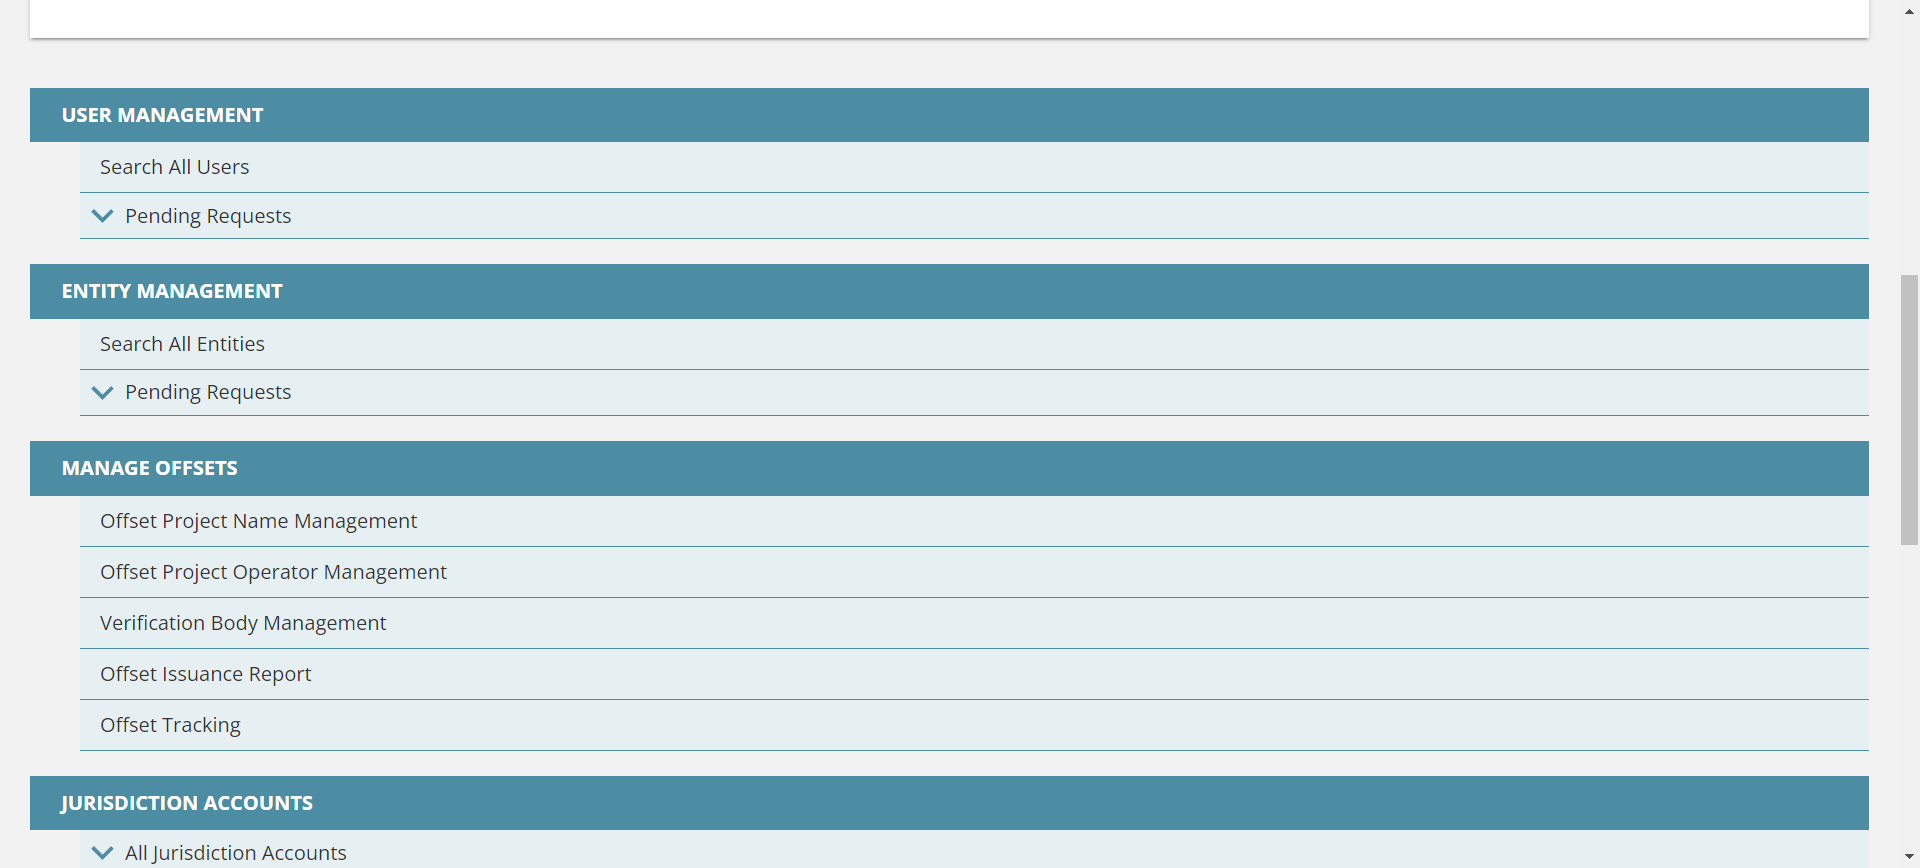 USER MANAGEMENT
Search All Users
Pending Requests
ENTITY MANAGEMENT
Search All Entities
Pending Requests
MANAGE OFFSETS
Offset Project Name Management
Offset Project Operator Management
Verification Body Management
Offset Issuance Report
Offset Tracking
JURISDICTION ACCOUNTS
All Jurisdiction Accounts